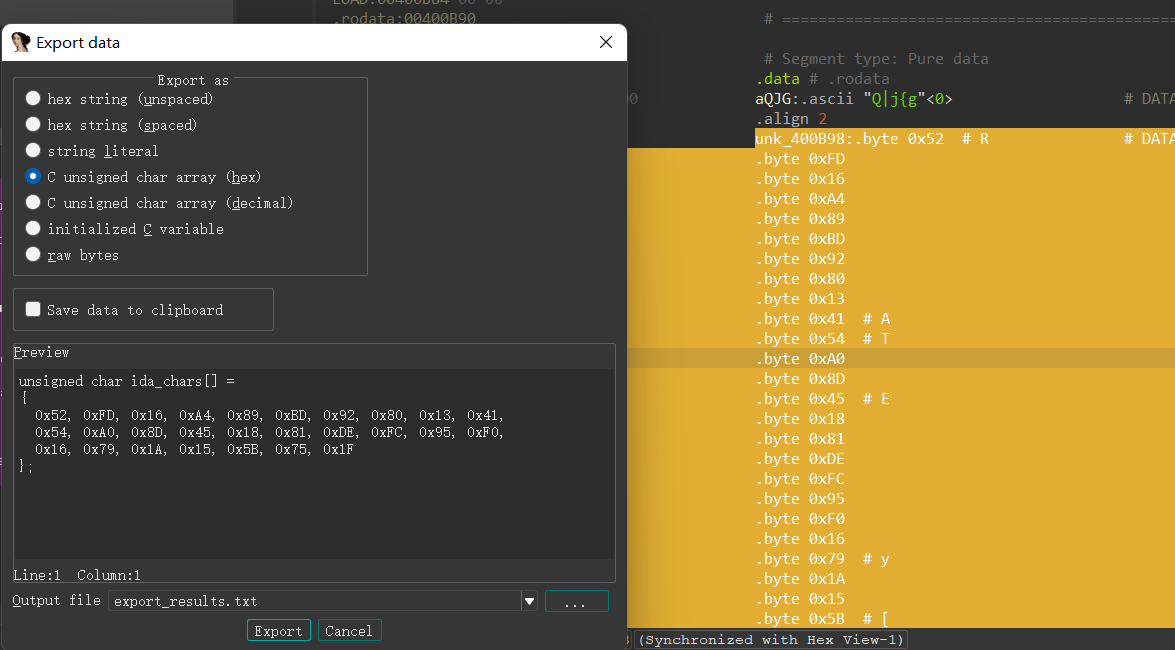 .rodata:00400B90
# Segment type: Pure data
.data # .rodata
aQJG:.ascii "Q|j{g"<0> # DATA
.align 2
unk_400B98:.byte 0x52 # R # DATA
.byte 0xFD
.byte 0x16
.byte 0xA4
.byte 0x89
.byte 0xBD
.byte 0x92
.byte 0x80
.byte 0x13
.byte 0x41 # A
.byte 0x54 # T
.byte 0xA0
.byte 0x8D
.byte 0x45 # E
.byte 0x18
.byte 0x81
.byte 0xDE
.byte 0xFC
.byte 0x95
.byte 0xF0
.byte 0x16
.byte 0x79 # y
.byte 0x1A
.byte 0x15
.byte 0x5B # [
(Synchronized with Hex View-1)
Export data
Export as
hex string (unspaced)
hex string (spaced)
string literal
C unsigned char array (hex)
C unsigned char array (decimal)
initialized C variable
raw bytes
Save data to clipboard
Preview
unsigned char ida_chars[] =
{
0x52, 0xFD, 0x16, 0xA4, 0x89, 0xBD, 0x92, 0x80, 0x13, 0x41,
0x54, 0xA0, 0x8D, 0x45, 0x18, 0x81, 0xDE, 0xFC, 0x95, 0xF0,
0x16, 0x79, 0x1A, 0x15, 0x5B, 0x75, 0x1F
};
Line:1 Column:1
Output file export_results.txt ...
Export Cancel